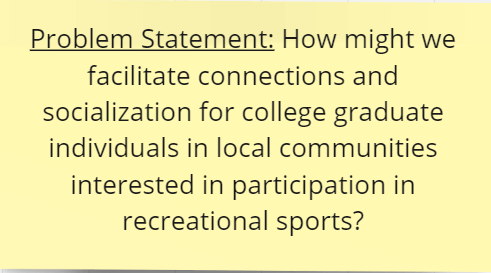 Problem Statement: How might we
facilitate connections and
socialization for college graduate
individuals in local communities
interested in participation in
recreational sports?